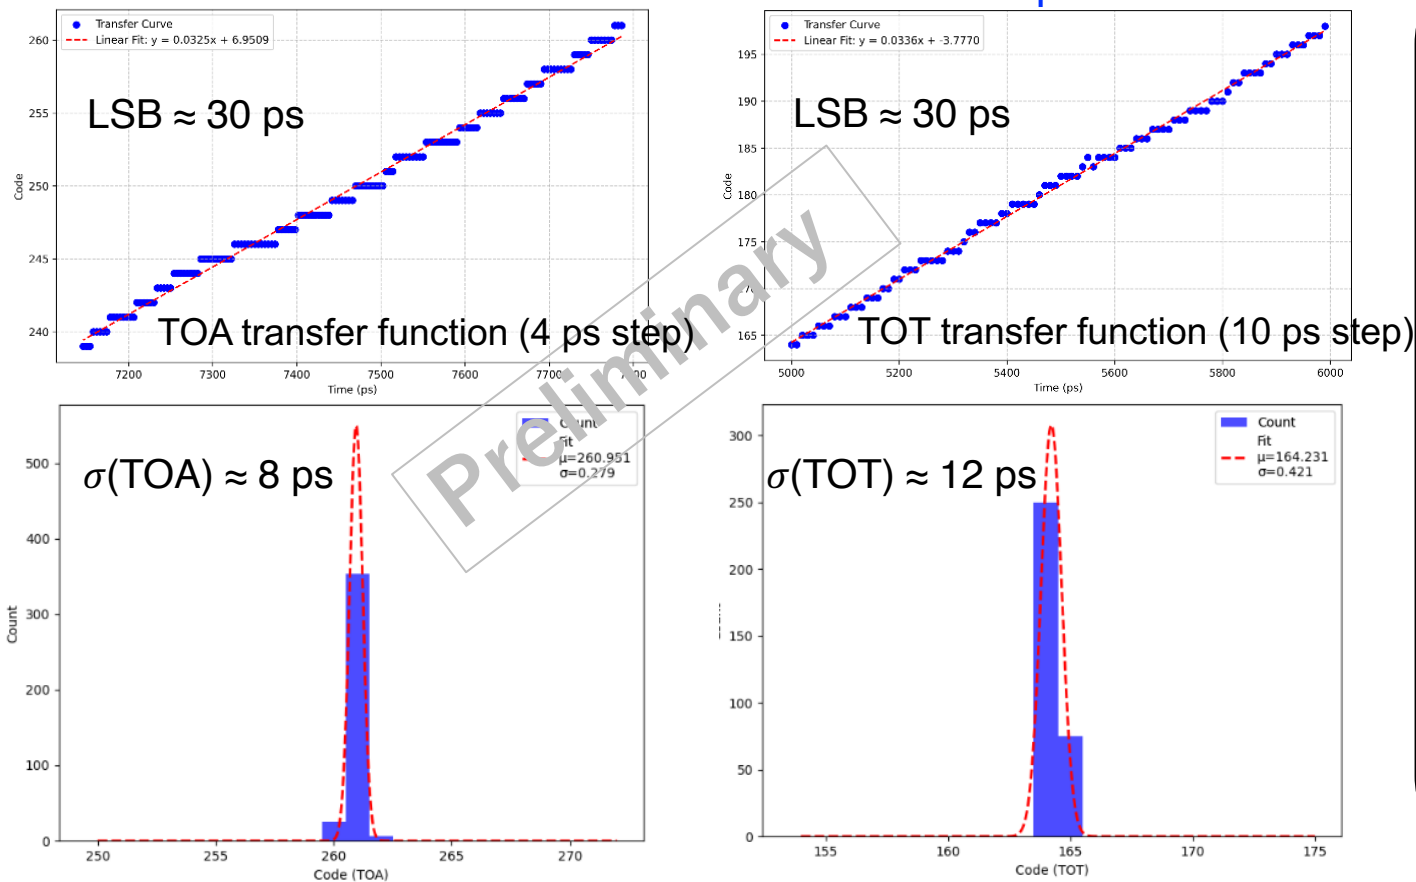 Transfer Curve
Linear Fit: y = 0.0325x + 6.9509
LSB ≈ 30 ps
TOA transfer function (4 ps step)
260
255
250
245
240
Code
7200
7300
7400
7500
7600
7700
Time (ps)
Transfer Curve
Linear Fit: y = 0.0336x + -3.7770
LSB ≈ 30 ps
TOT transfer function (10 ps step)
195
190
185
180
175
165
Code
5000
5200
5400
5600
5800
6000
Time (ps)
Preliminary
Count
Fit
μ=260.951
σ=0.279
σ(TOA) ≈ 8 ps
500
400
300
200
100
0
Count
250
255
260
265
270
Code (TOA)
Count
Fit
μ=164.231
σ=0.421
σ(TOT) ≈ 12 ps
300
250
200
150
100
50
0
155
160
165
170
175
Code (TOT)